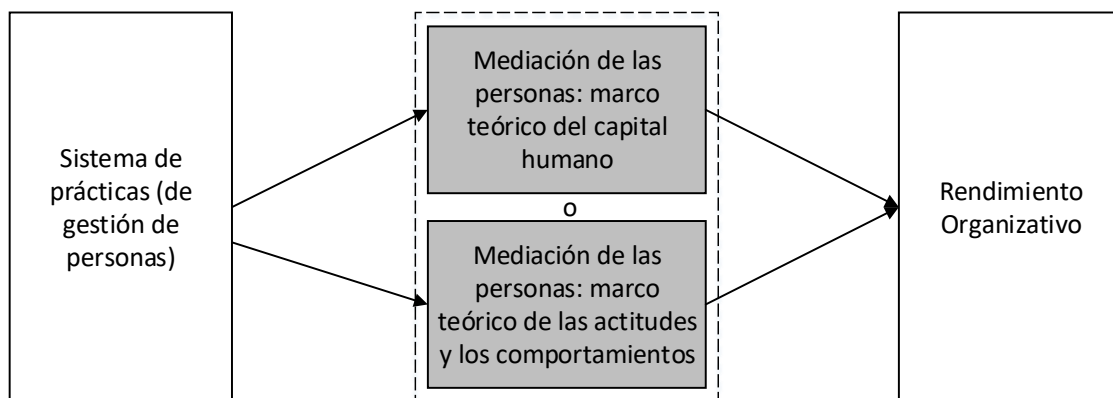 Sistema de
prácticas (de
gestión de
personas)
Mediación de las
personas: marco
teórico del capital
humano
o
Mediación de las
personas: marco
teórico de las actitudes
y los comportamientos
Rendimiento
Organizativo